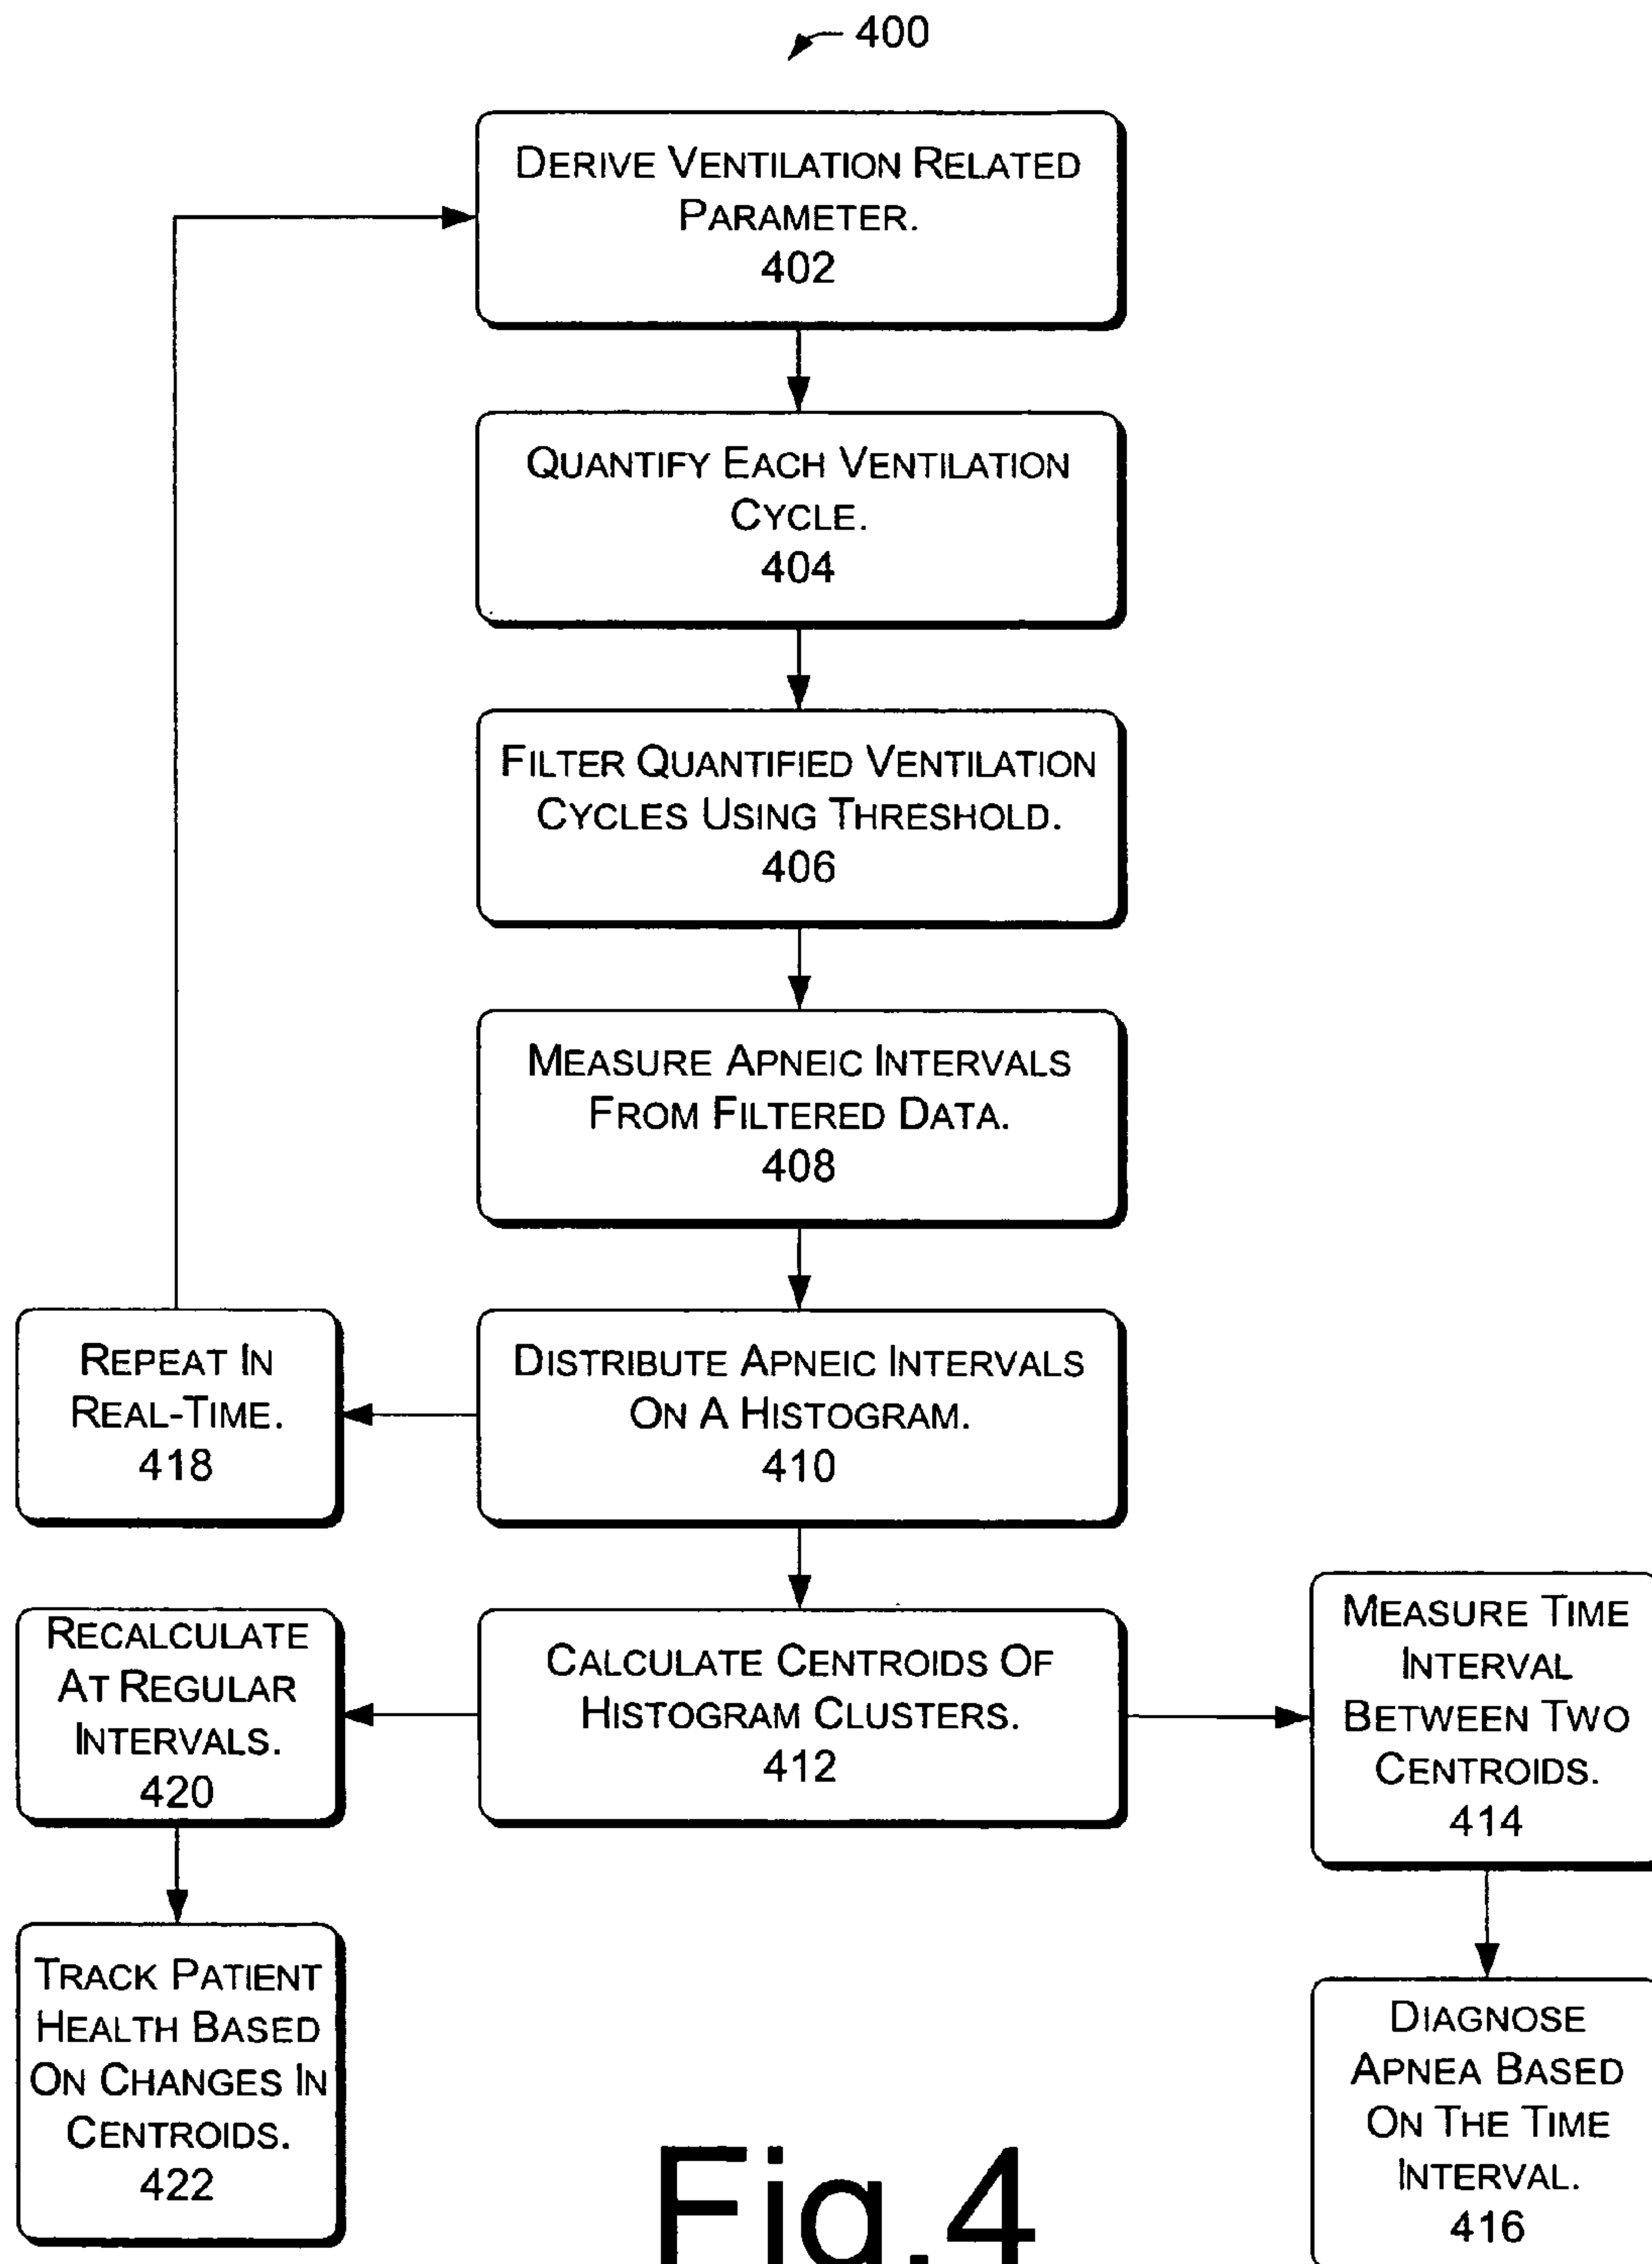 400
DERIVE VENTILATION RELATED
PARAMETER.
402
QUANTIFY EACH VENTILATION
CYCLE.
404
FILTER QUANTIFIED VENTILATION
CYCLES USING THRESHOLD.
406
MEASURE APNEIC INTERVALS
FROM FILTERED DATA.
408
REPEAT IN
REAL-TIME.
418
DISTRIBUTE APNEIC INTERVALS
ON A HISTOGRAM.
410
RECALCULATE
AT REGULAR
INTERVALS.
420
CALCULATE CENTROIDS OF
HISTOGRAM CLUSTERS.
412
MEASURE TIME
INTERVAL
BETWEEN TWO
CENTROIDS.
414
TRACK PATIENT
HEALTH BASED
ON CHANGES IN
CENTROIDS.
422
DIAGNOSE
APNEA BASED
ON THE TIME
INTERVAL.
416
Fig.4